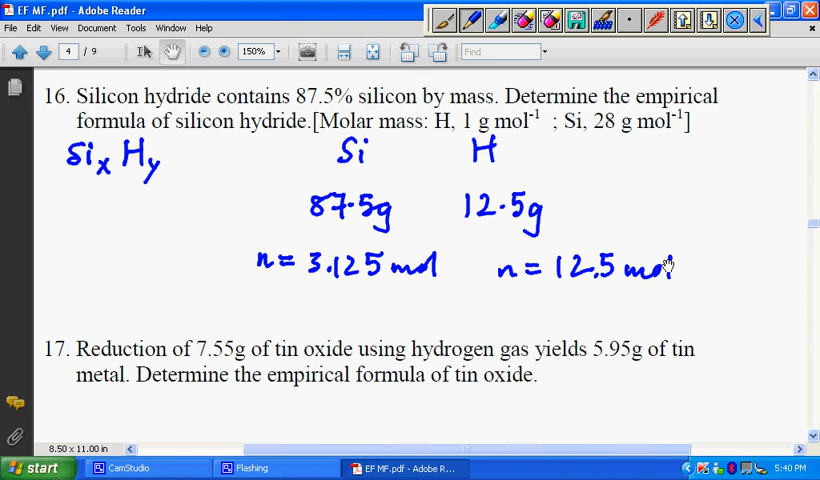 EF MF.pdf - Adobe Reader
File Edit View Document Tools Window Help
4 / 9 150% Find
16. Silicon hydride contains 87.5% silicon by mass. Determine the empirical
formula of silicon hydride.[Molar mass: H, 1 g mol-1 ; Si, 28 g mol-1]
SixHy Si H
87.5g 12.5g
n = 3.125 mol n = 12.5 mol
17. Reduction of 7.55g of tin oxide using hydrogen gas yields 5.95g of tin
metal. Determine the empirical formula of tin oxide.
8.50 x 11.00 in
start CamStudio Flashing EF MF.pdf - Adobe R... 5:40 PM